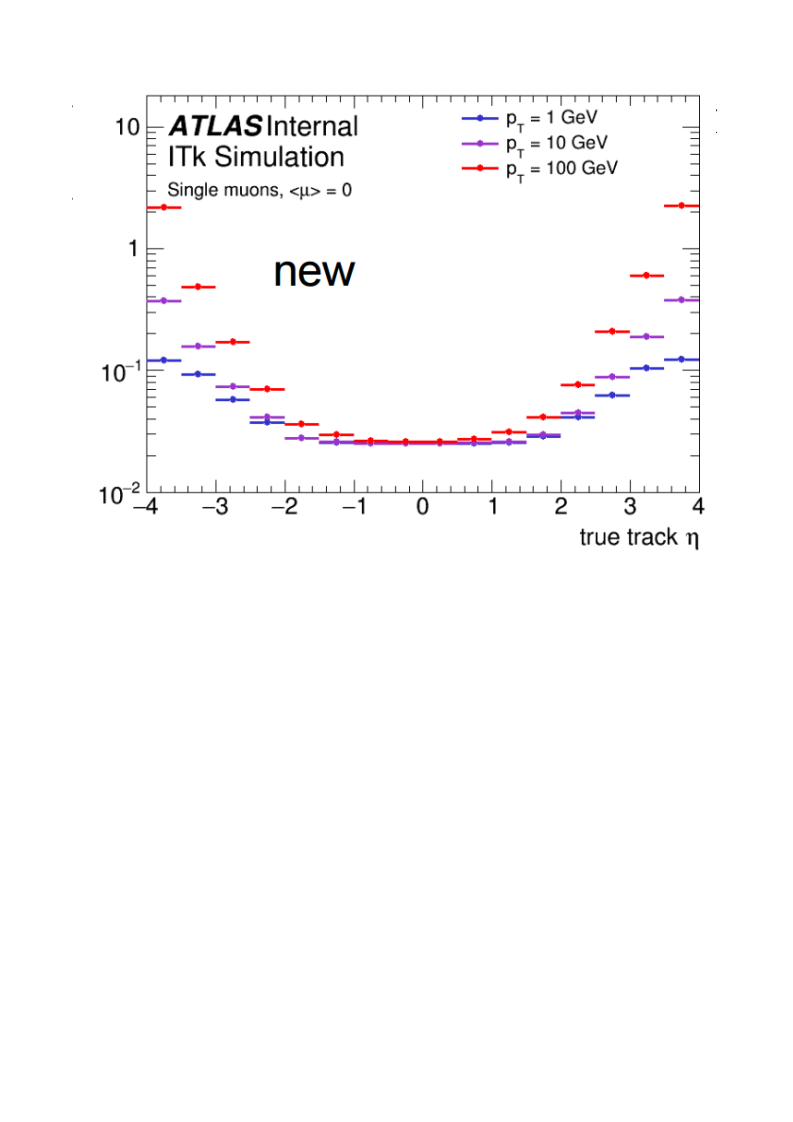 ATLAS Internal
ITk Simulation
Single muons, <μ> = 0
new
p_T = 1 GeV
p_T = 10 GeV
p_T = 100 GeV
10
1
10⁻¹
10⁻²
−4 −3 −2 −1 0 1 2 3 4
true track η